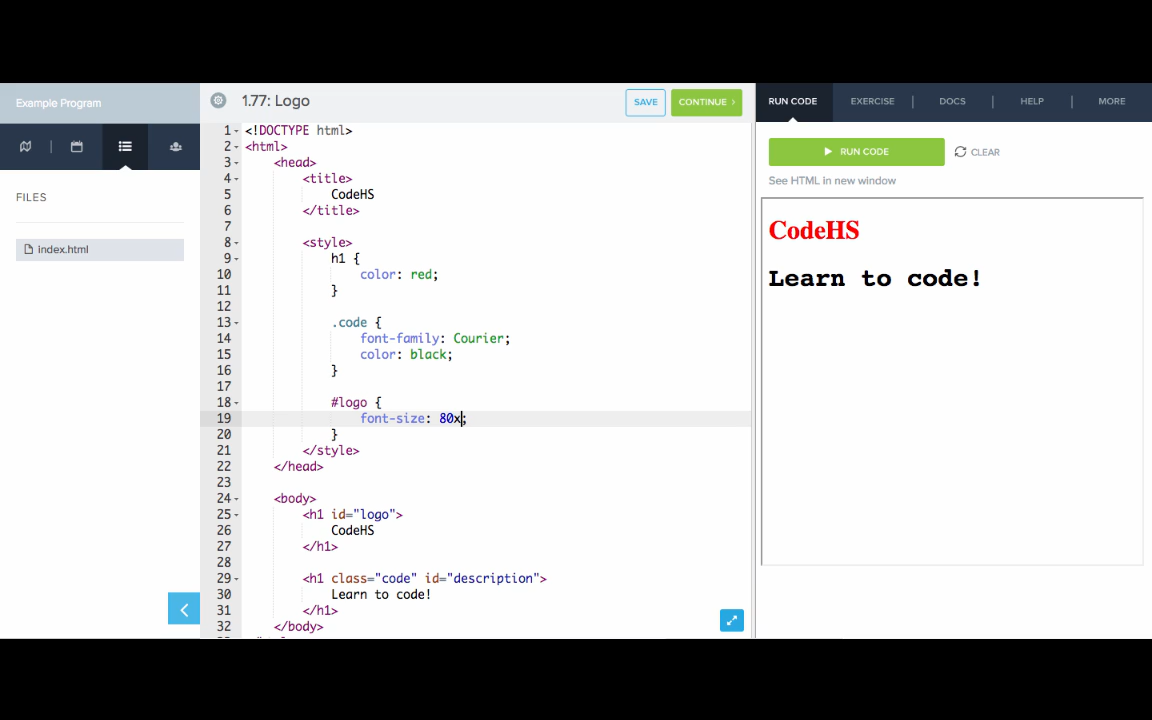 Example Program
1.77: Logo
SAVE
CONTINUE ›
RUN CODE
EXERCISE
DOCS
HELP
MORE
FILES
index.html
1 <!DOCTYPE html>
2 <html>
3 <head>
4 <title>
5 CodeHS
6 </title>
7
8 <style>
9 h1 {
10 color: red;
11 }
12
13 .code {
14 font-family: Courier;
15 color: black;
16 }
17
18 #logo {
19 font-size: 80x;
20 }
21 </style>
22 </head>
23
24 <body>
25 <h1 id="logo">
26 CodeHS
27 </h1>
28
29 <h1 class="code" id="description">
30 Learn to code!
31 </h1>
32 </body>
RUN CODE
CLEAR
See HTML in new window
CodeHS
Learn to code!